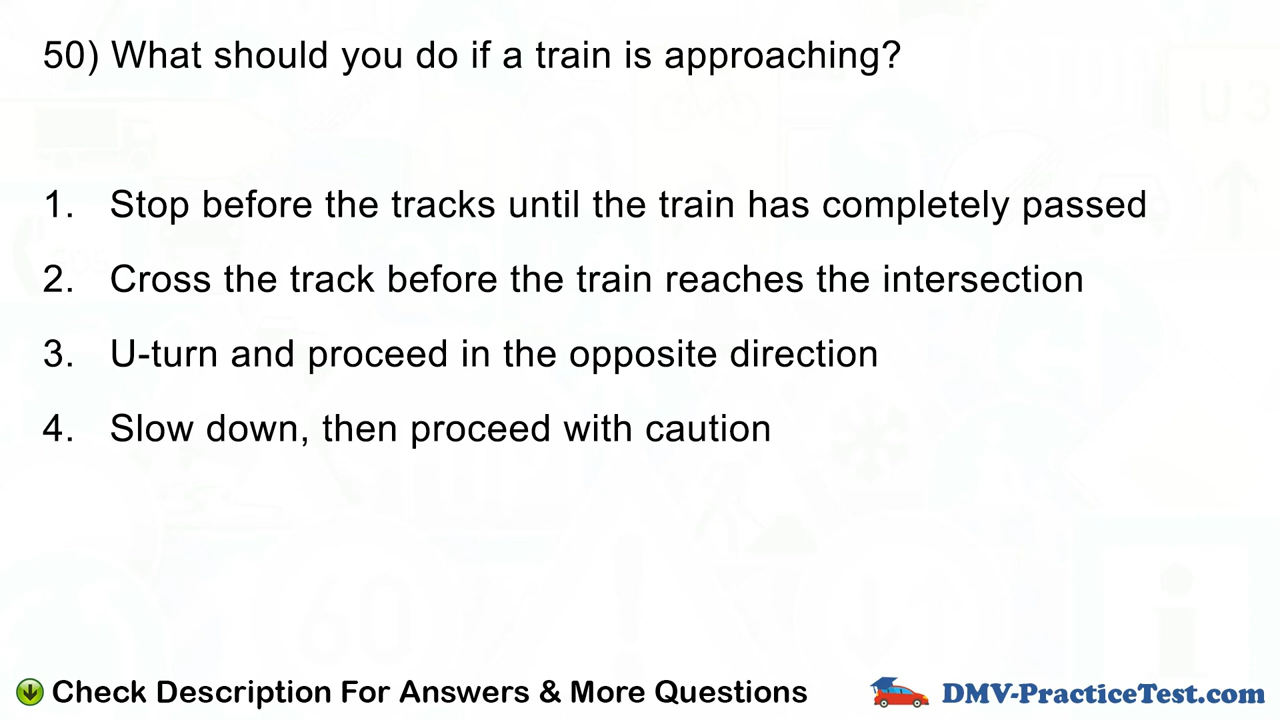 50) What should you do if a train is approaching?
1. Stop before the tracks until the train has completely passed
2. Cross the track before the train reaches the intersection
3. U-turn and proceed in the opposite direction
4. Slow down, then proceed with caution
Check Description For Answers & More Questions
DMV-PracticeTest.com